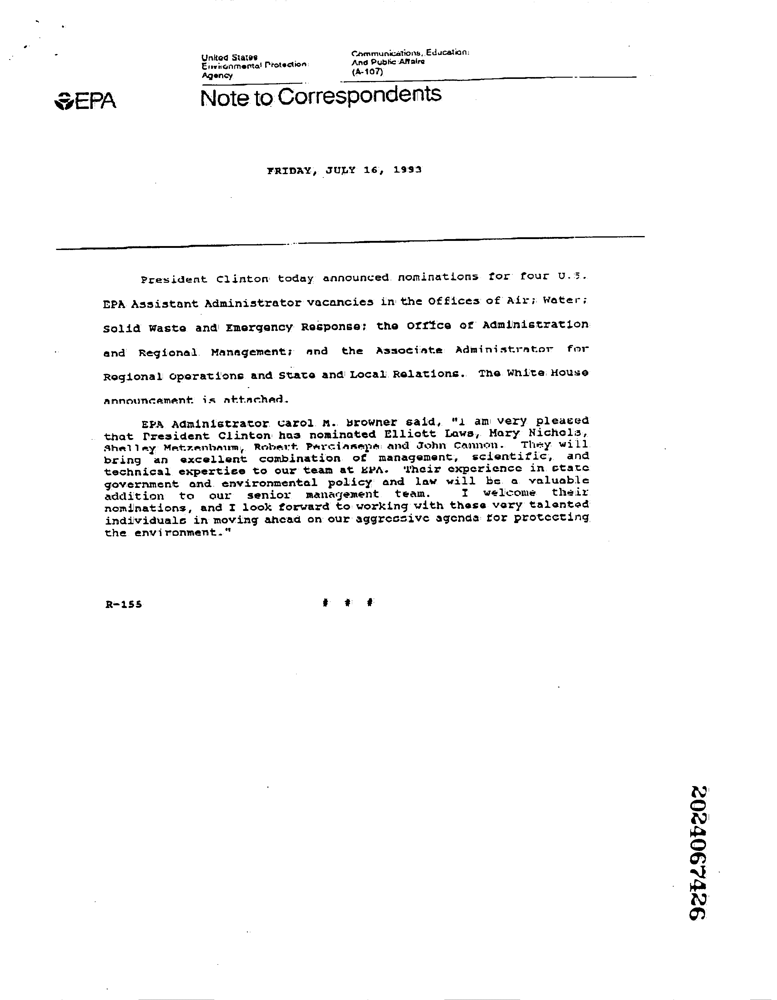 United States
Environmental Protection
Agency
Communications, Education,
And Public Affairs
(A-107)
EPA
Note to Correspondents
FRIDAY, JULY 16, 1993
President Clinton today announced nominations for four U.S.
EPA Assistant Administrator vacancies in the Offices of Air; Water;
Solid Waste and Emergency Response; the Office of Administration
and Regional Management; and the Associate Administrator for
Regional Operations and State and Local Relations. The White House
announcement is attached.
EPA Administrator Carol M. Browner said, "I am very pleased
that President Clinton has nominated Elliott Laws, Mary Nichols,
Shelley Metzenbaum, Robert Perciasepe and John Cannon. They will
bring an excellent combination of management, scientific, and
technical expertise to our team at EPA. Their experience in state
government and environmental policy and law will be a valuable
addition to our senior management team. I welcome their
nominations, and I look forward to working with these very talented
individuals in moving ahead on our aggressive agenda for protecting
the environment."
R-155
# # #
2024067426